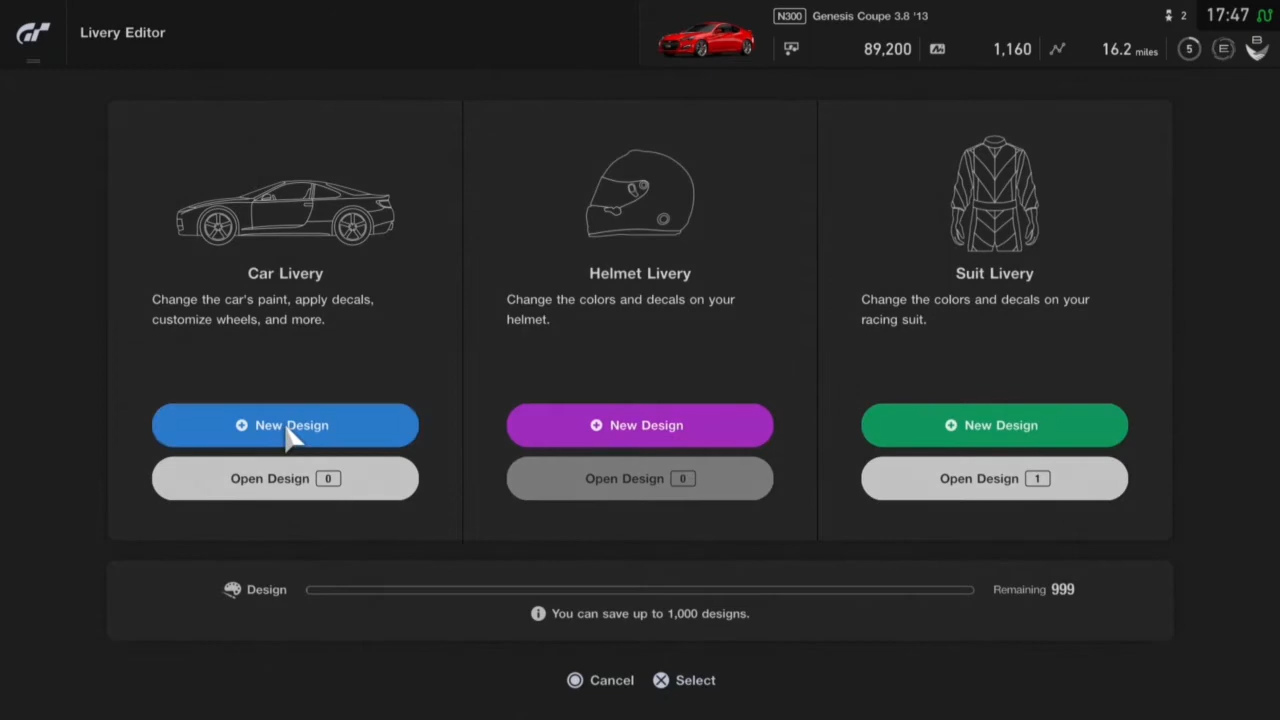 Livery Editor
N300 Genesis Coupe 3.8 '13
2
17:47
89,200
1,160
16.2 miles
5
E
B
Car Livery
Change the car's paint, apply decals,
customize wheels, and more.
New Design
Open Design 0
Helmet Livery
Change the colors and decals on your
helmet.
New Design
Open Design 0
Suit Livery
Change the colors and decals on your
racing suit.
New Design
Open Design 1
Design
Remaining 999
You can save up to 1,000 designs.
Cancel
Select